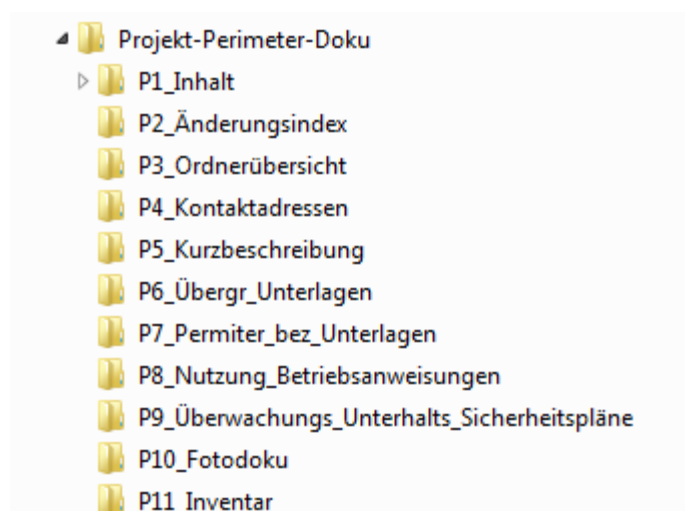 Projekt-Perimeter-Doku
P1_Inhalt
P2_Änderungsindex
P3_Ordnerübersicht
P4_Kontaktadressen
P5_Kurzbeschreibung
P6_Übergr_Unterlagen
P7_Permiter_bez_Unterlagen
P8_Nutzung_Betriebsanweisungen
P9_Überwachungs_Unterhalts_Sicherheitspläne
P10_Fotodoku
P11_Inventar